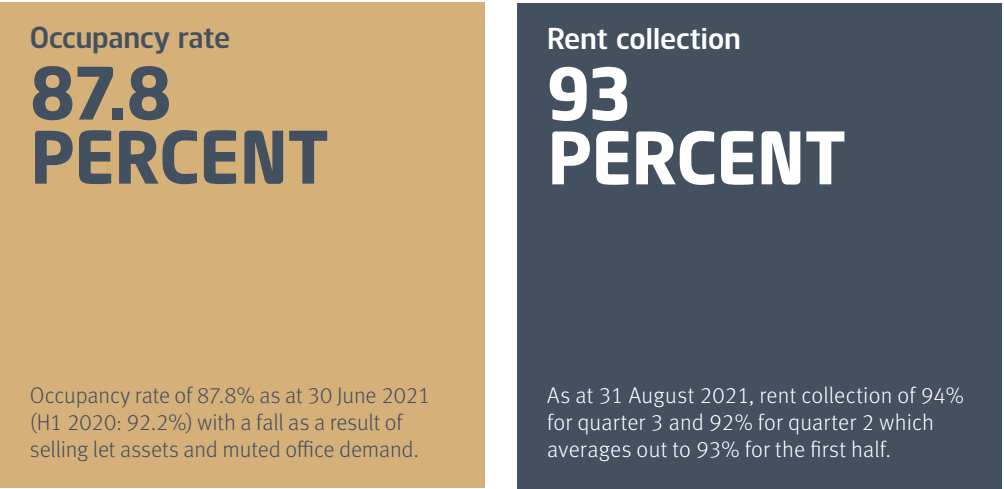 Occupancy rate
87.8
PERCENT
Occupancy rate of 87.8% as at 30 June 2021
(H1 2020: 92.2%) with a fall as a result of
selling let assets and muted office demand.
Rent collection
93
PERCENT
As at 31 August 2021, rent collection of 94%
for quarter 3 and 92% for quarter 2 which
averages out to 93% for the first half.